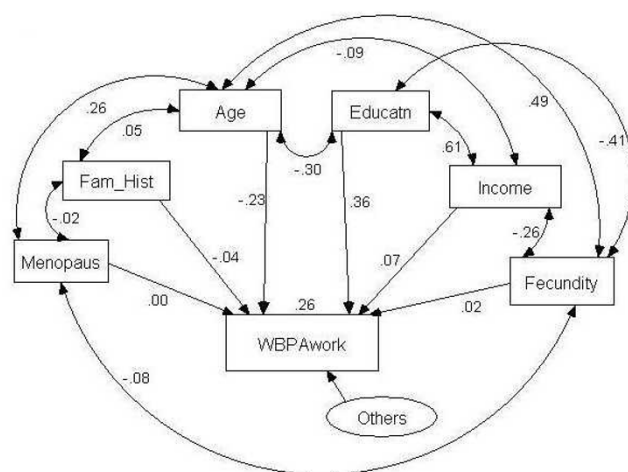 -.09
.26
Age
Educatn
.49
.05
.61
-.41
-.30
Fam_Hist
Income
-.23
.36
-.02
-.04
-.26
Menopaus
.07
Fecundity
.00
.26
.02
WBPAwork
-.08
Others